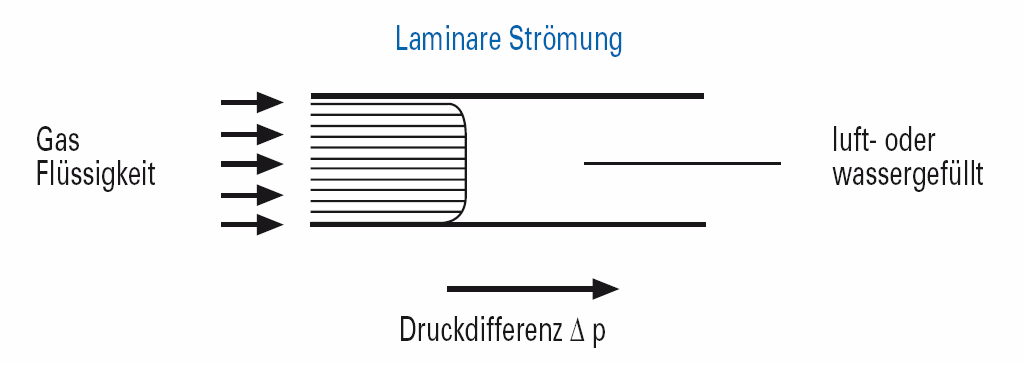 Laminare Strömung
Gas
Flüssigkeit
luft- oder
wassergefüllt
Druckdifferenz Δ p